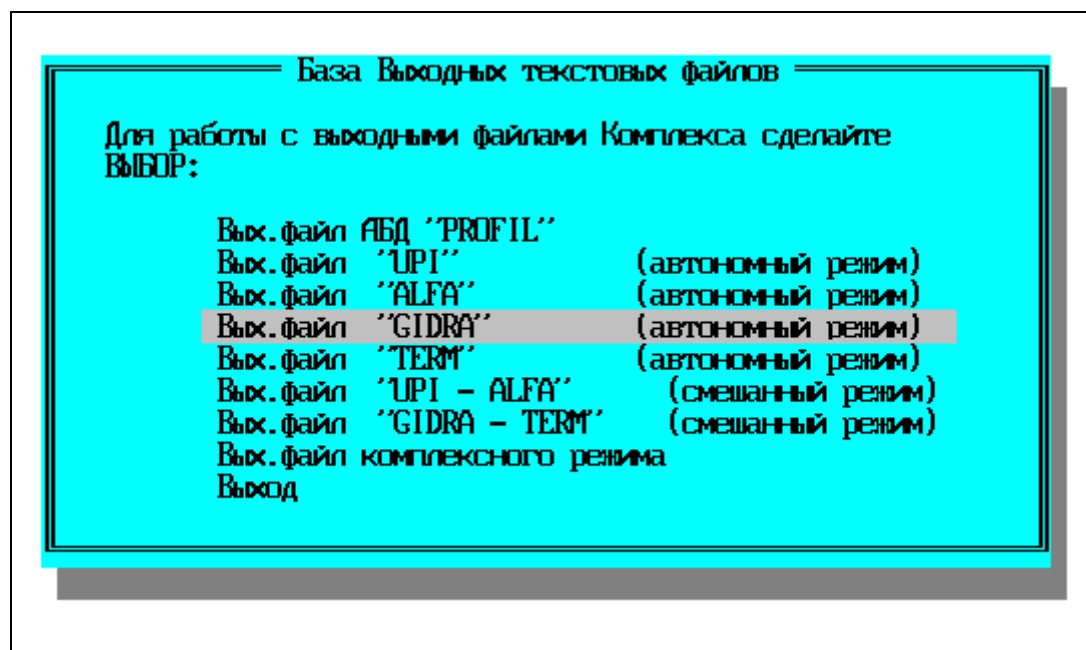 База Выходных текстовых файлов
Для работы с выходными файлами Комплекса сделайте
ВЫБОР:
Вых.файл АБД ''PROFIL''
Вых.файл ''UPI'' (автономный режим)
Вых.файл ''ALFA'' (автономный режим)
Вых.файл ''GIDRA'' (автономный режим)
Вых.файл ''TERM'' (автономный режим)
Вых.файл ''UPI - ALFA'' (смешанный режим)
Вых.файл ''GIDRA - TERM'' (смешанный режим)
Вых.файл комплексного режима
Выход